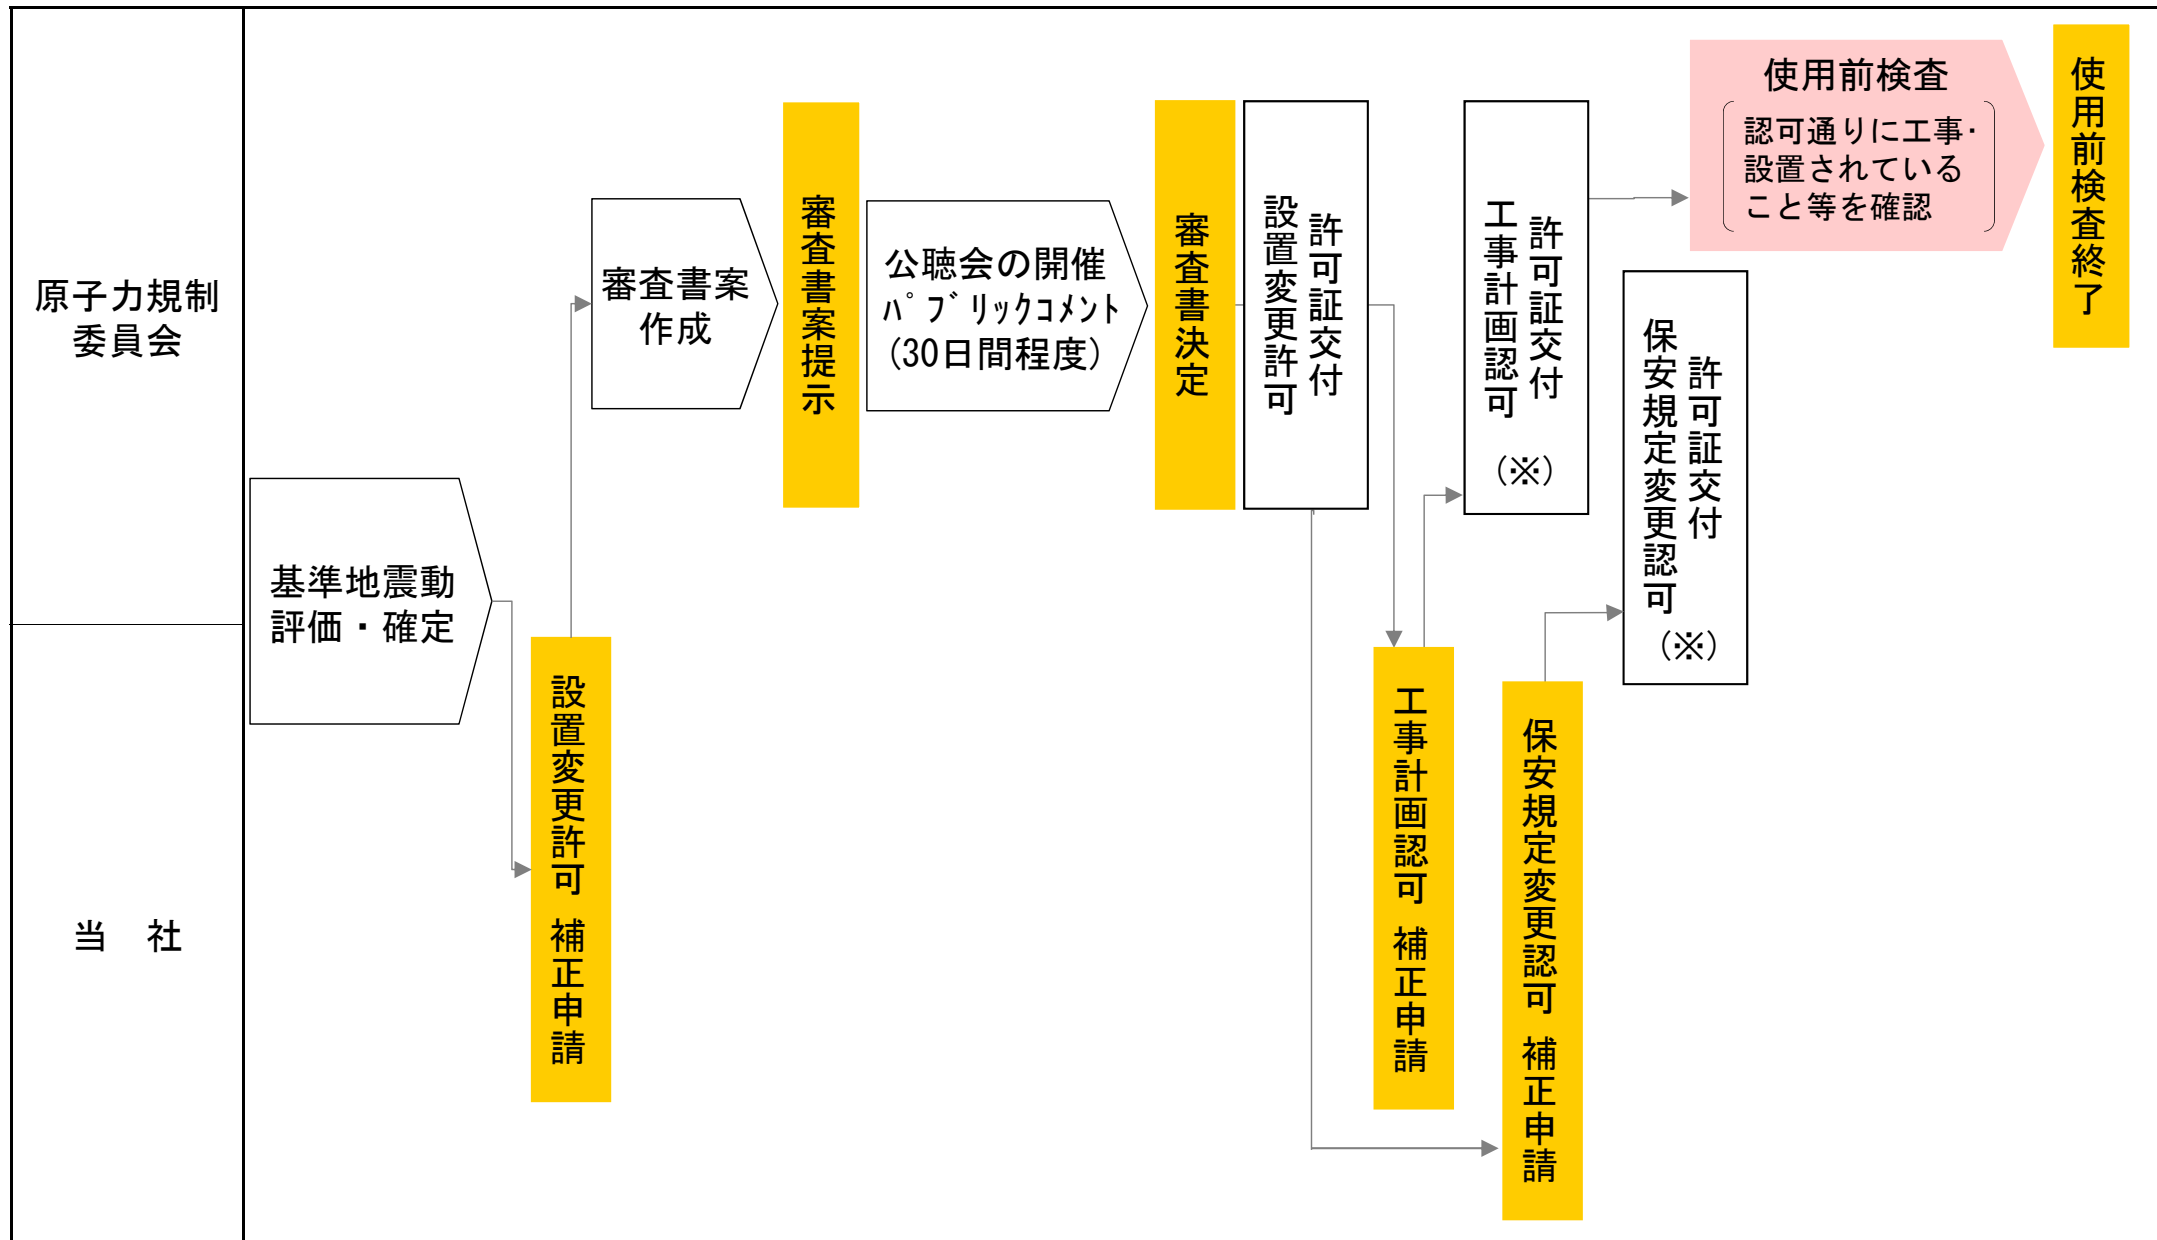 原子力規制
委員会
当　社
基準地震動
評価・確定
設置変更許可 補正申請
審査書案
作成
審査書案提示
公聴会の開催
ﾊﾟﾌﾞﾘｯｸｺﾒﾝﾄ
(30日間程度)
審査書決定
許可証交付
設置変更許可
工事計画認可 補正申請
許可証交付
工事計画認可
(※)
保安規定変更認可 補正申請
許可証交付
保安規定変更認可
(※)
使用前検査
認可通りに工事・
設置されている
こと等を確認
使用前検査終了